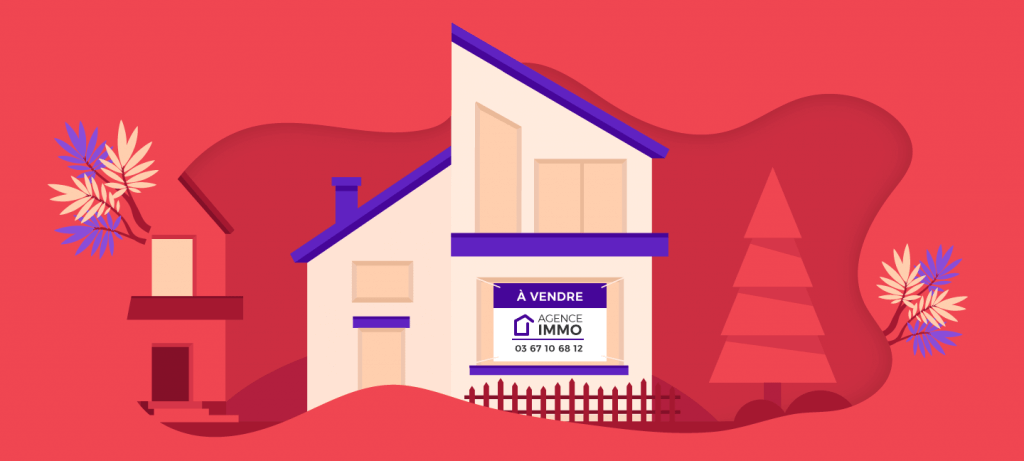 À VENDRE
AGENCE
IMMO
03 67 10 68 12